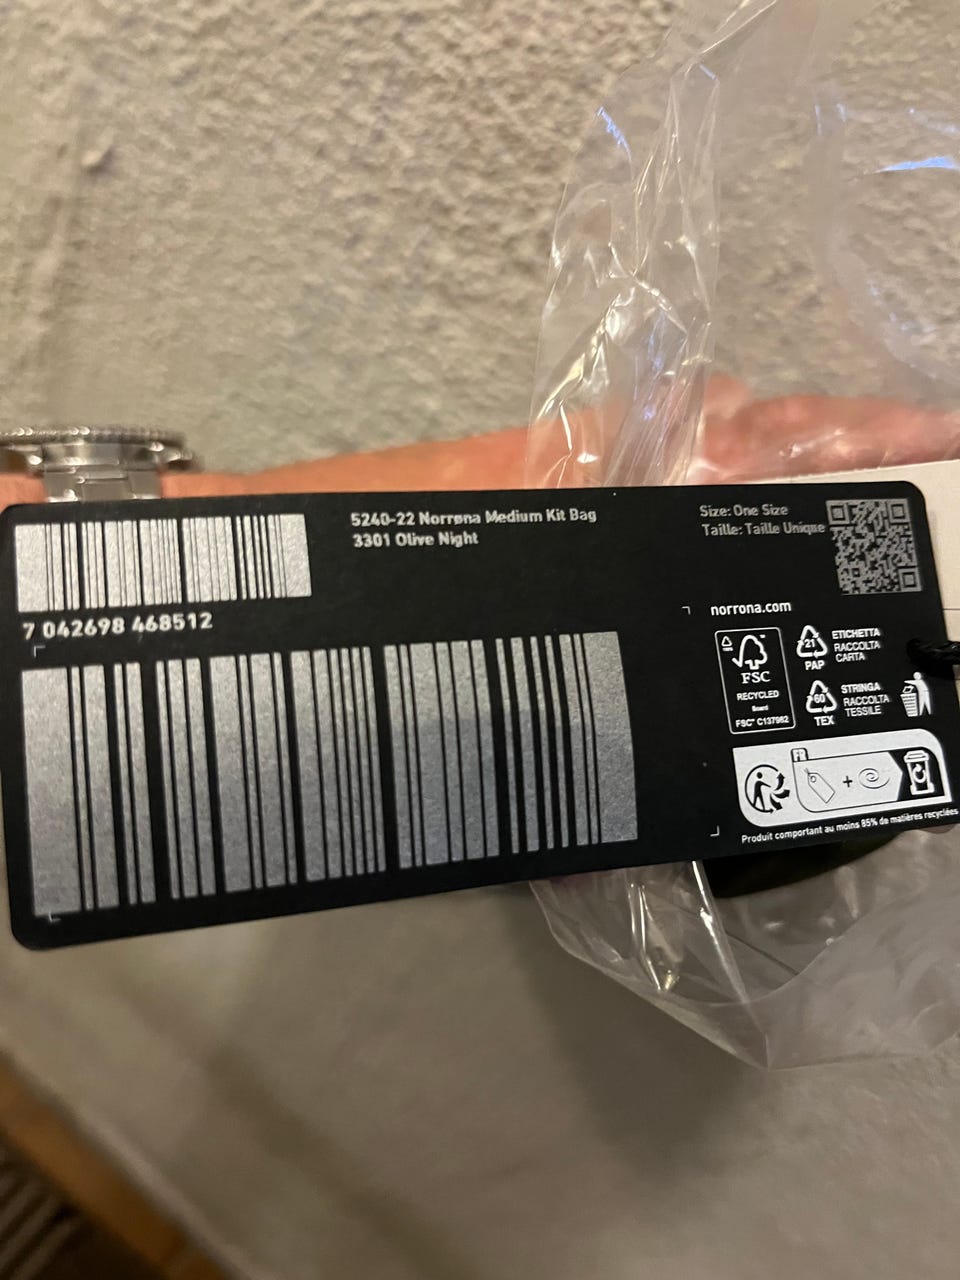 5240-22 Norrøna Medium Kit Bag
3301 Olive Night
Size: One Size
Taille: Taille Unique
7 042698 468512
norrona.com
FSC
RECYCLED
Board
FSC® C137982
21
PAP
ETICHETTA
RACCOLTA
CARTA
60
TEX
STRINGA
RACCOLTA
TESSILE
FR
+
Produit comportant au moins 85% de matières recyclées